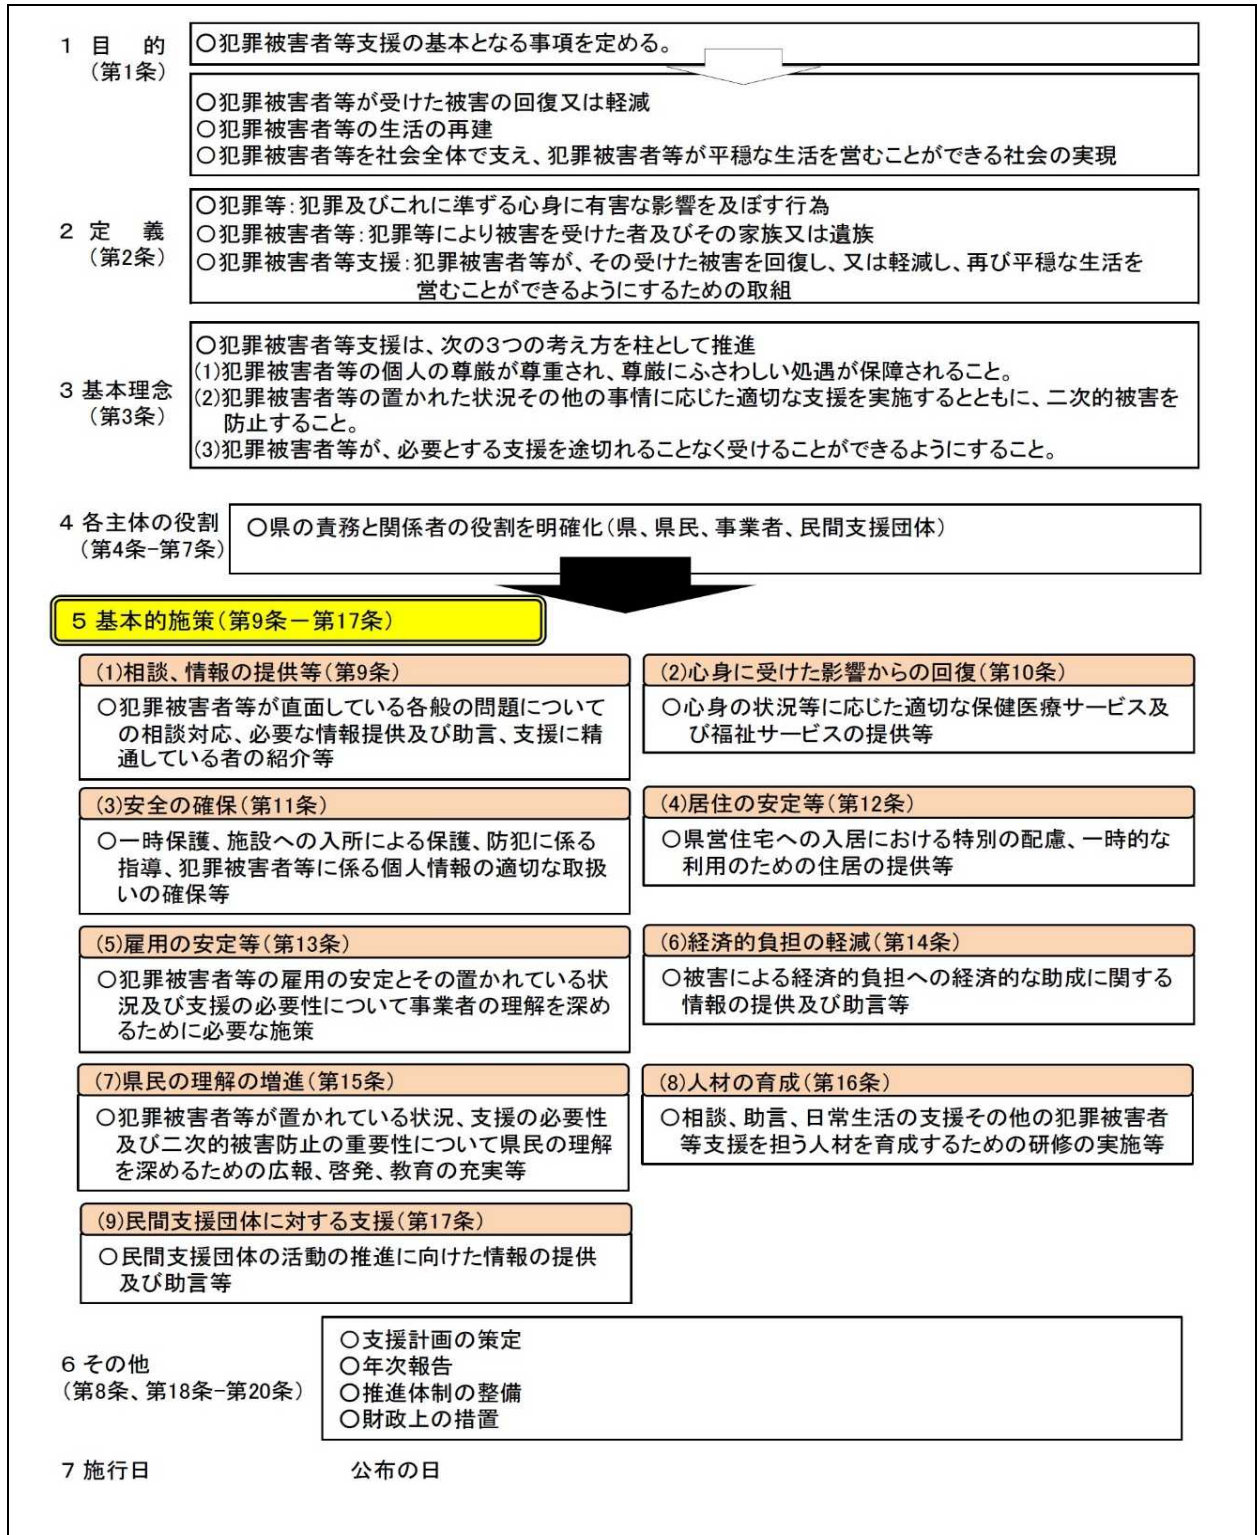 1 目　的
（第1条）
○犯罪被害者等支援の基本となる事項を定める。
○犯罪被害者等が受けた被害の回復又は軽減
○犯罪被害者等の生活の再建
○犯罪被害者等を社会全体で支え、犯罪被害者等が平穏な生活を営むことができる社会の実現
2 定　義
（第2条）
○犯罪等：犯罪及びこれに準ずる心身に有害な影響を及ぼす行為
○犯罪被害者等：犯罪等により被害を受けた者及びその家族又は遺族
○犯罪被害者等支援：犯罪被害者等が、その受けた被害を回復し、又は軽減し、再び平穏な生活を
営むことができるようにするための取組
3 基本理念
（第3条）
○犯罪被害者等支援は、次の3つの考え方を柱として推進
(1)犯罪被害者等の個人の尊厳が尊重され、尊厳にふさわしい処遇が保障されること。
(2)犯罪被害者等の置かれた状況その他の事情に応じた適切な支援を実施するとともに、二次的被害を
防止すること。
(3)犯罪被害者等が、必要とする支援を途切れることなく受けることができるようにすること。
4 各主体の役割
（第4条−第7条）
○県の責務と関係者の役割を明確化（県、県民、事業者、民間支援団体）
5 基本的施策（第9条－第17条）
(1)相談、情報の提供等（第9条）
○犯罪被害者等が直面している各般の問題について
の相談対応、必要な情報提供及び助言、支援に精
通している者の紹介等
(2)心身に受けた影響からの回復（第10条）
○心身の状況等に応じた適切な保健医療サービス及
び福祉サービスの提供等
(3)安全の確保（第11条）
○一時保護、施設への入所による保護、防犯に係る
指導、犯罪被害者等に係る個人情報の適切な取扱
いの確保等
(4)居住の安定等（第12条）
○県営住宅への入居における特別の配慮、一時的な
利用のための住居の提供等
(5)雇用の安定等（第13条）
○犯罪被害者等の雇用の安定とその置かれている状
況及び支援の必要性について事業者の理解を深め
るために必要な施策
(6)経済的負担の軽減（第14条）
○被害による経済的負担への経済的な助成に関する
情報の提供及び助言等
(7)県民の理解の増進（第15条）
○犯罪被害者等が置かれている状況、支援の必要性
及び二次的被害防止の重要性について県民の理解
を深めるための広報、啓発、教育の充実等
(8)人材の育成（第16条）
○相談、助言、日常生活の支援その他の犯罪被害者
等支援を担う人材を育成するための研修の実施等
(9)民間支援団体に対する支援（第17条）
○民間支援団体の活動の推進に向けた情報の提供
及び助言等
6 その他
（第8条、第18条−第20条）
○支援計画の策定
○年次報告
○推進体制の整備
○財政上の措置
7 施行日　公布の日